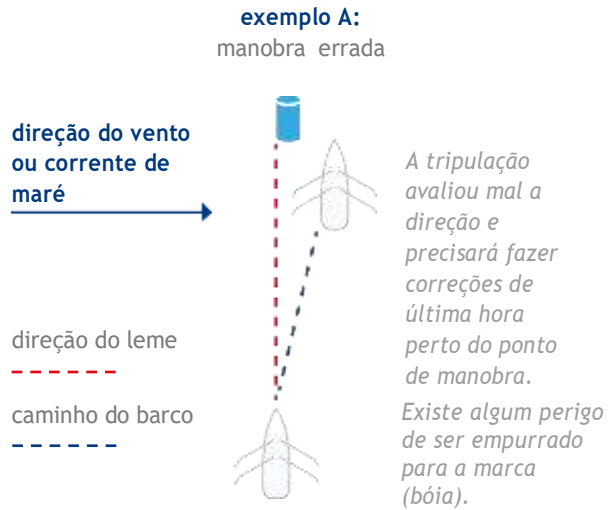 exemplo A:
manobra errada
direção do vento
ou corrente de
maré
A tripulação
avaliou mal a
direção e
precisará fazer
correções de
última hora
perto do ponto
de manobra.
Existe algum perigo
de ser empurrado
para a marca
(bóia).
direção do leme
caminho do barco